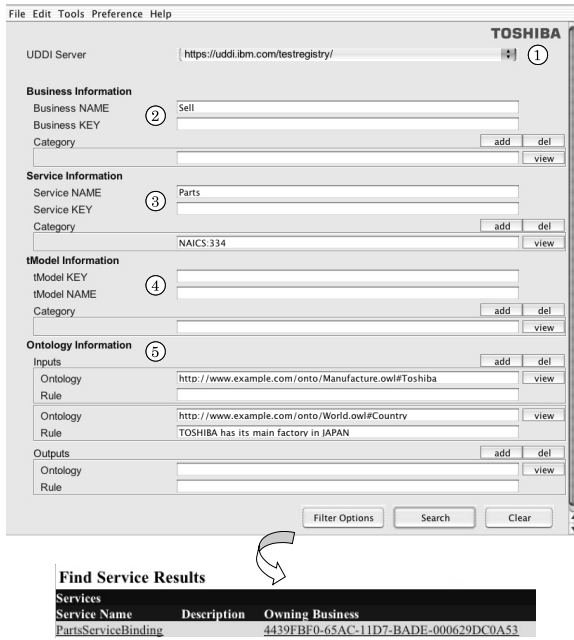 File Edit Tools Preference Help
TOSHIBA
UDDI Server https://uddi.ibm.com/testregistry/ 1
Business Information
Business NAME 2 Sell
Business KEY
Category add del
view
Service Information
Service NAME 3 Parts
Service KEY
Category add del
NAICS:334 view
tModel Information
tModel KEY
tModel NAME 4
Category add del
view
Ontology Information 5
Inputs add del
Ontology http://www.example.com/onto/Manufacture.owl#Toshiba view
Rule
Ontology http://www.example.com/onto/World.owl#Country view
Rule TOSHIBA has its main factory in JAPAN
Outputs add del
Ontology view
Rule
Filter Options Search Clear
Find Service Results
Services
Service Name Description Owning Business
PartsServiceBinding 4439FBF0-65AC-11D7-BADE-000629DC0A53